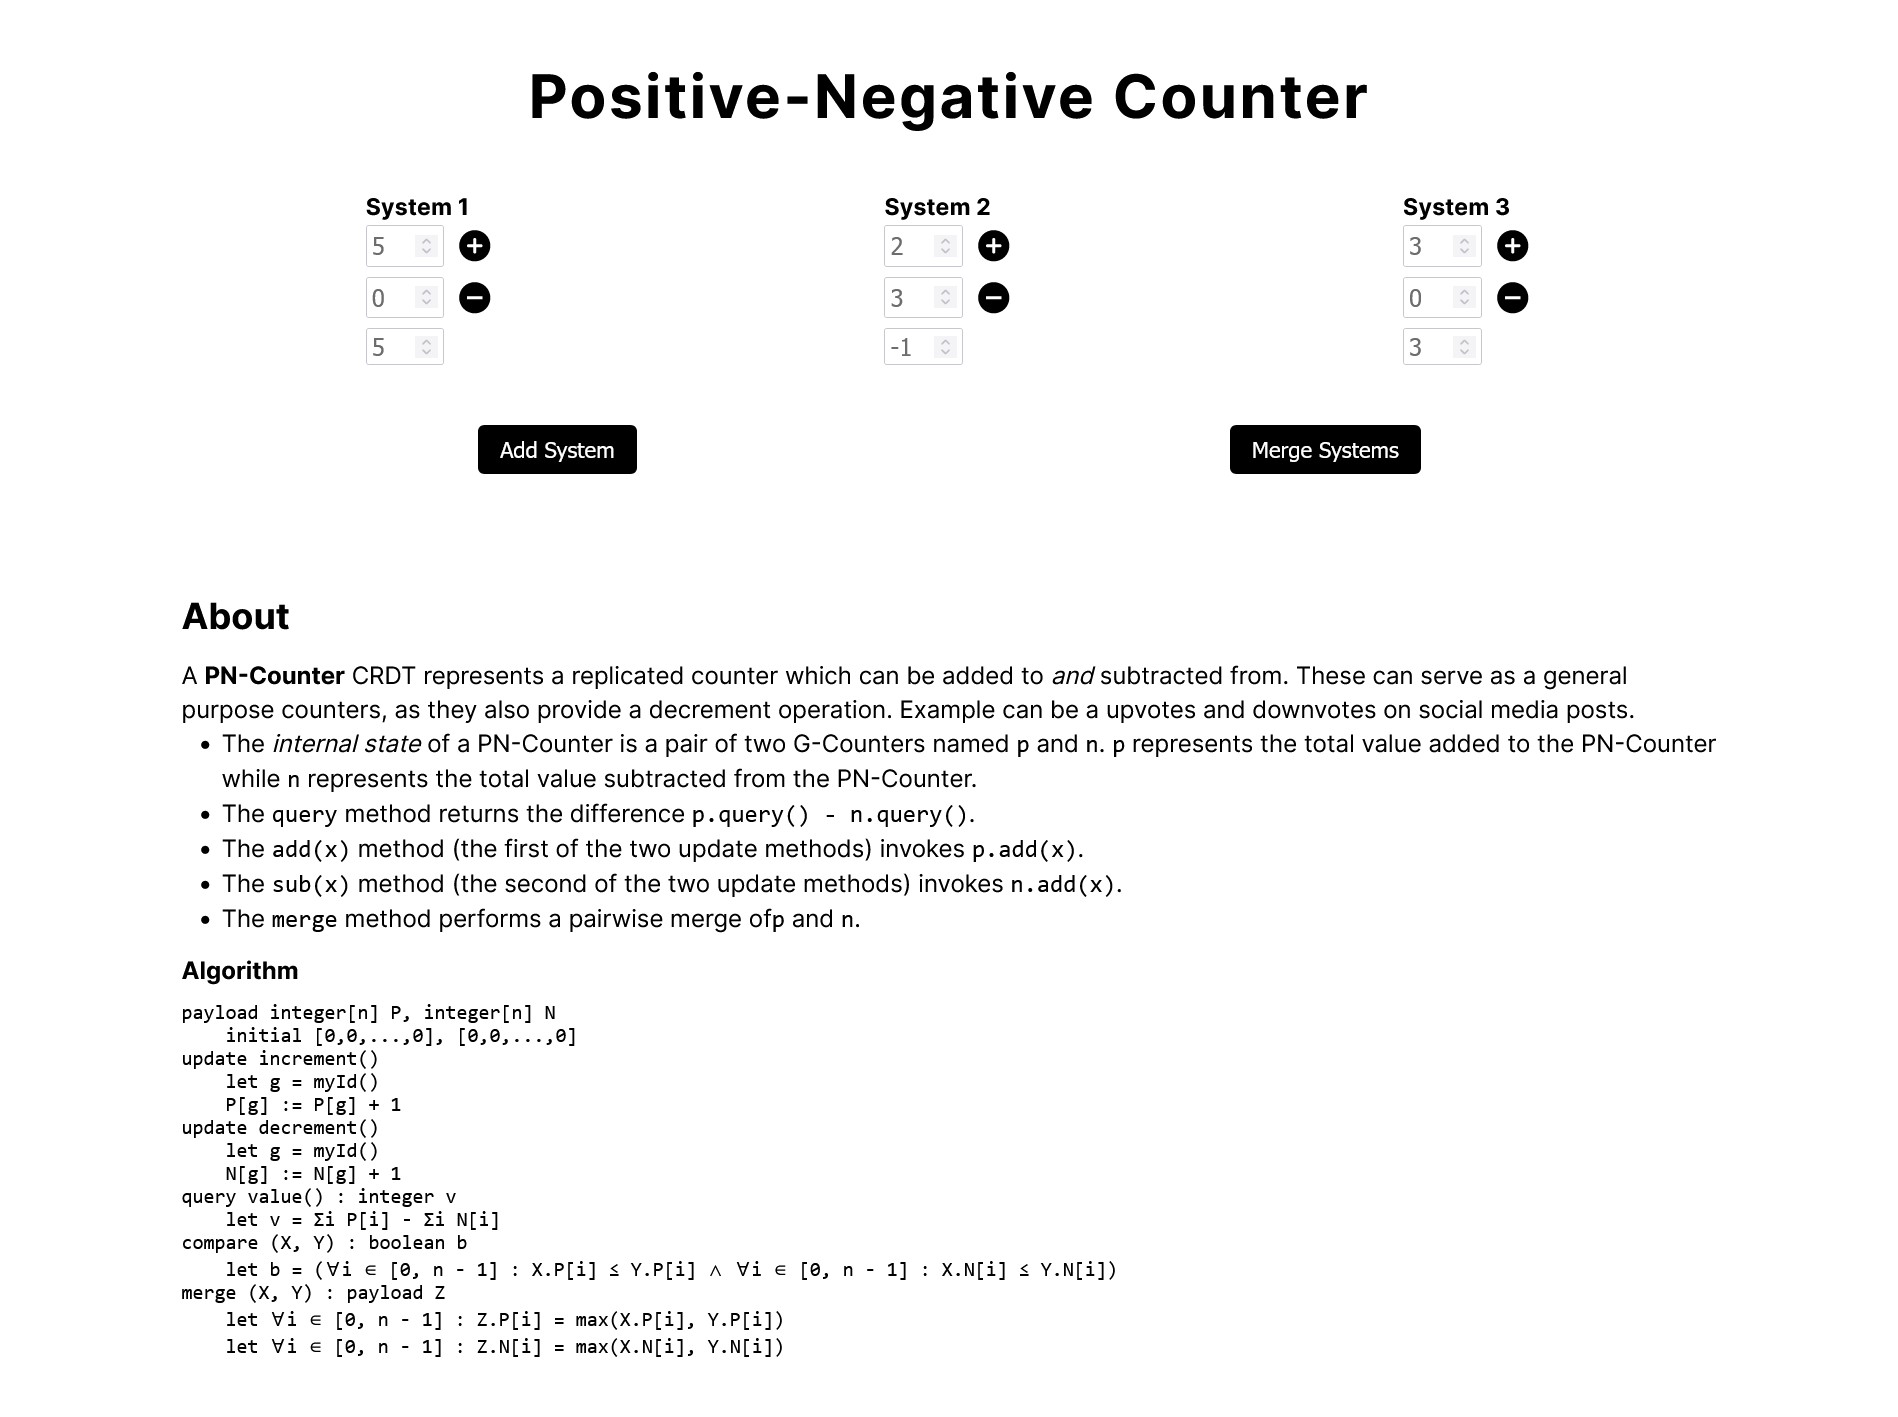 Positive-Negative Counter
System 1 System 2 System 3
5 2 3
0 3 0
5 -1 3
Add System Merge Systems
About
A PN-Counter CRDT represents a replicated counter which can be added to and subtracted from. These can serve as a general
purpose counters, as they also provide a decrement operation. Example can be a upvotes and downvotes on social media posts.
• The internal state of a PN-Counter is a pair of two G-Counters named p and n. p represents the total value added to the PN-Counter
while n represents the total value subtracted from the PN-Counter.
• The query method returns the difference p.query() - n.query().
• The add(x) method (the first of the two update methods) invokes p.add(x).
• The sub(x) method (the second of the two update methods) invokes n.add(x).
• The merge method performs a pairwise merge ofp and n.
Algorithm
payload integer[n] P, integer[n] N
    initial [0,0,...,0], [0,0,...,0]
update increment()
    let g = myId()
    P[g] := P[g] + 1
update decrement()
    let g = myId()
    N[g] := N[g] + 1
query value() : integer v
    let v = Σi P[i] - Σi N[i]
compare (X, Y) : boolean b
    let b = (∀i ∈ [0, n - 1] : X.P[i] ≤ Y.P[i] ∧ ∀i ∈ [0, n - 1] : X.N[i] ≤ Y.N[i])
merge (X, Y) : payload Z
    let ∀i ∈ [0, n - 1] : Z.P[i] = max(X.P[i], Y.P[i])
    let ∀i ∈ [0, n - 1] : Z.N[i] = max(X.N[i], Y.N[i])